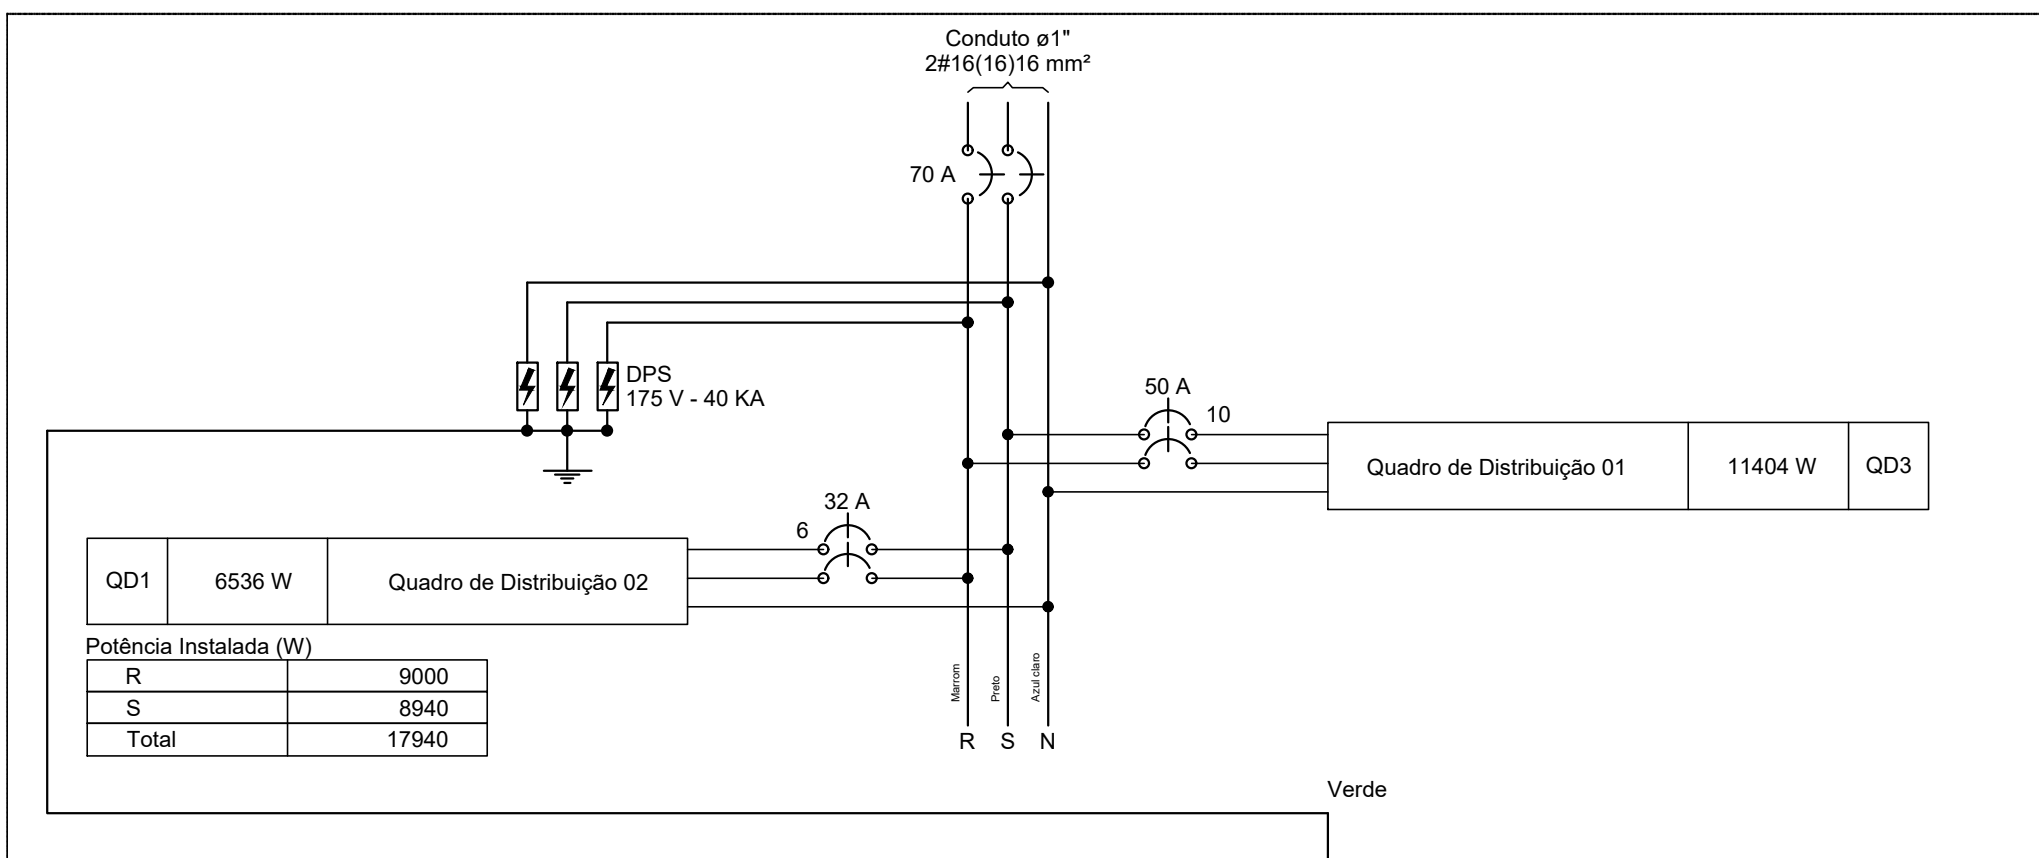 Conduto ø1"
2#16(16)16 mm²
70 A
DPS
175 V - 40 KA
50 A
10
Quadro de Distribuição 01
11404 W
QD3
32 A
6
QD1
6536 W
Quadro de Distribuição 02
Potência Instalada (W)
R 9000
S 8940
Total 17940
Marrom
Preto
Azul claro
R S N
Verde